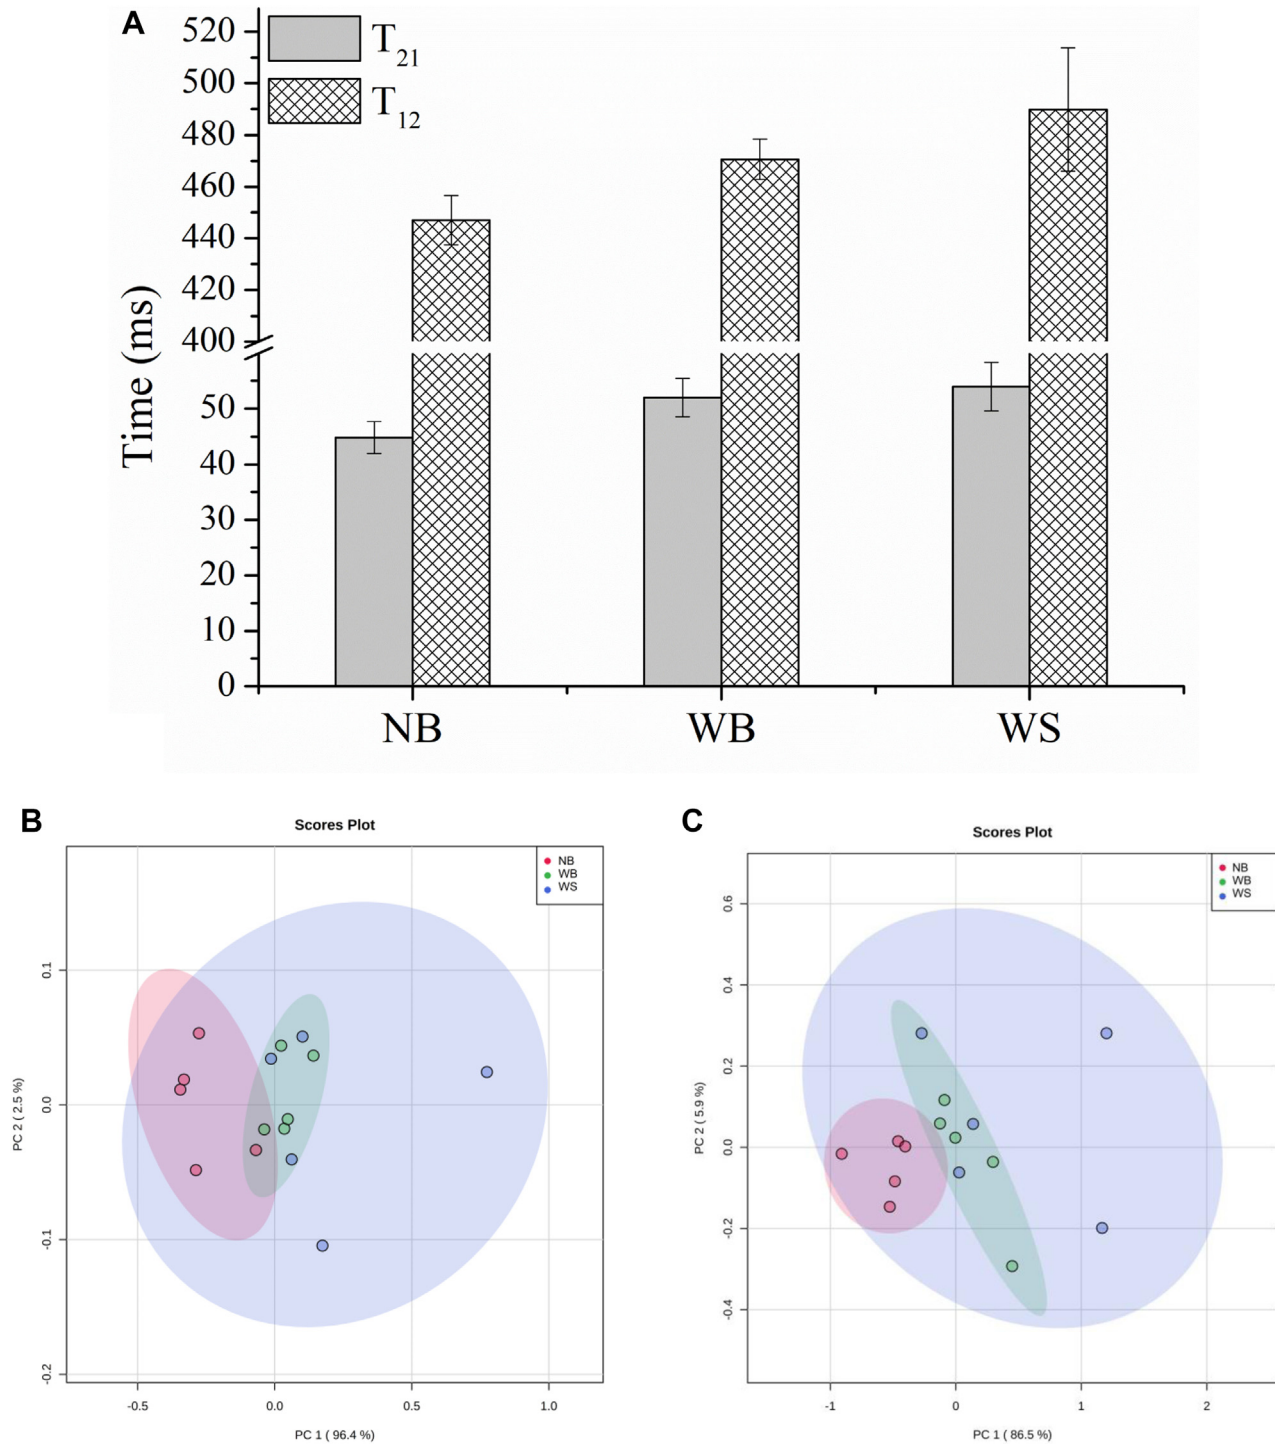 A
T21
T12
520
500
480
460
440
420
400
50
40
30
20
10
0
Time (ms)
NB
WB
WS
B
Scores Plot
NB
WB
WS
0.1
0.0
-0.1
-0.2
PC 2 ( 2.5 %)
-0.5
0.0
0.5
1.0
PC 1 ( 96.4 %)
C
Scores Plot
NB
WB
WS
0.6
0.4
0.2
0.0
-0.2
-0.4
PC 2 ( 5.9 %)
-1
0
1
2
PC 1 ( 86.5 %)